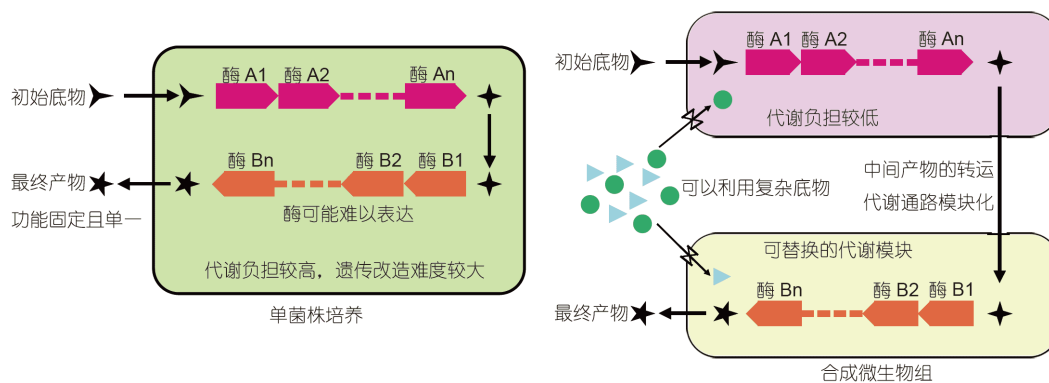 酶 A1 酶 A2 酶 An
初始底物
酶 Bn 酶 B2 酶 B1
最终产物
功能固定且单一
酶可能难以表达
代谢负担较高，遗传改造难度较大
单菌株培养
酶 A1 酶 A2 酶 An
初始底物
代谢负担较低
可以利用复杂底物
中间产物的转运
代谢通路模块化
可替换的代谢模块
酶 Bn 酶 B2 酶 B1
最终产物
合成微生物组